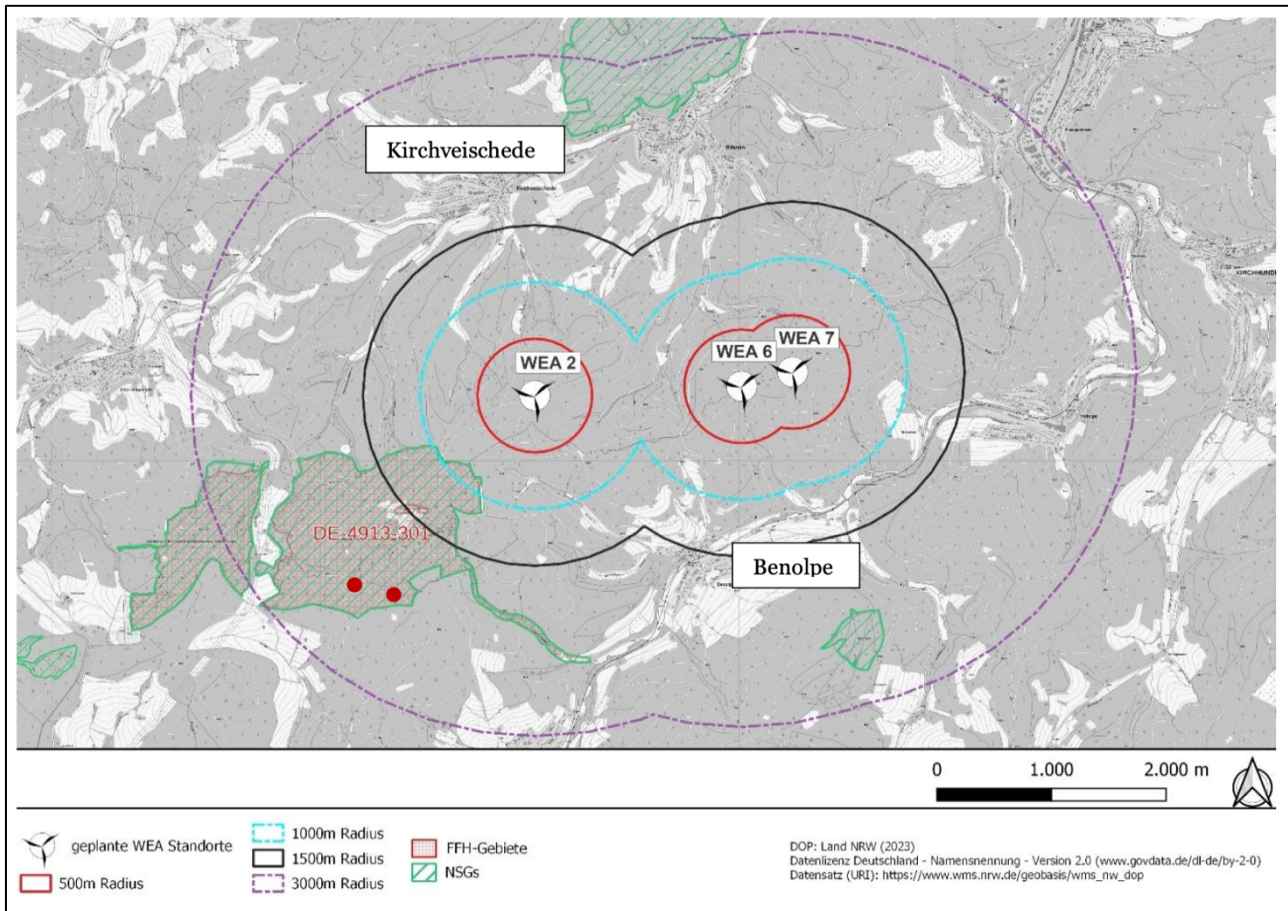 Kirchveischede
Bilstein
Kirchveischede
KIRCHHUNDE
WEA 2
WEA 6
WEA 7
DE-4913-301
Benolpe
0 1.000 2.000 m
geplante WEA Standorte
500m Radius
1000m Radius
1500m Radius
3000m Radius
FFH-Gebiete
NSGs
DOP: Land NRW (2023)
Datenlizenz Deutschland - Namensnennung - Version 2.0 (www.govdata.de/dl-de/by-2-0)
Datensatz (URI): https://www.wms.nrw.de/geobasis/wms_nw_dop